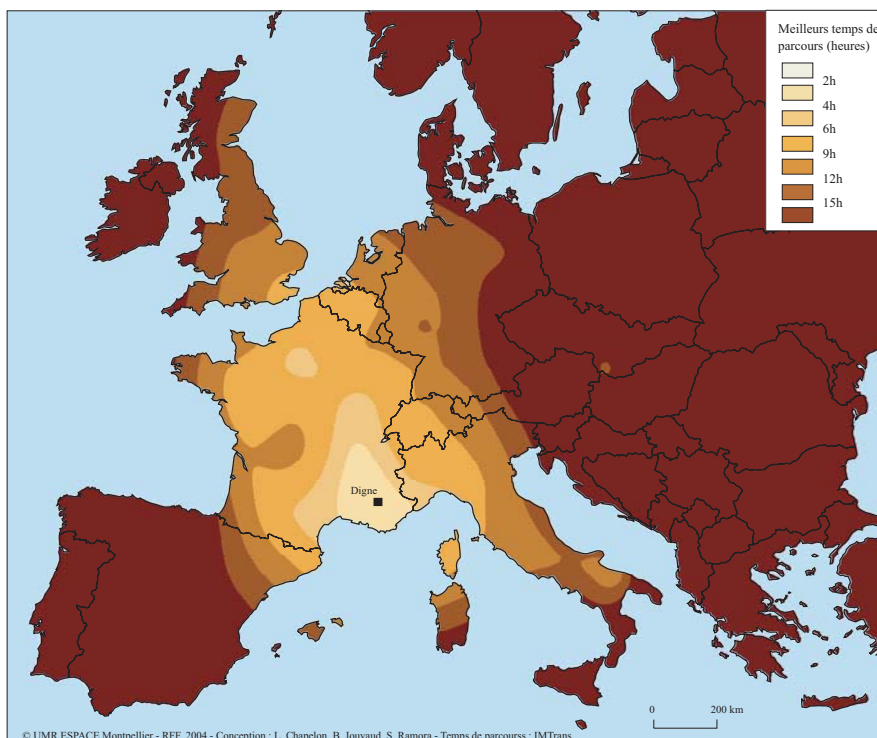 Meilleurs temps de
parcours (heures)
2h
4h
6h
9h
12h
15h
Digne
0 200 km
© UMR ESPACE Montpellier - RFF, 2004 - Conception : L. Chapelon, B. Jouvaud, S. Ramora - Temps de parcourss : IMTrans